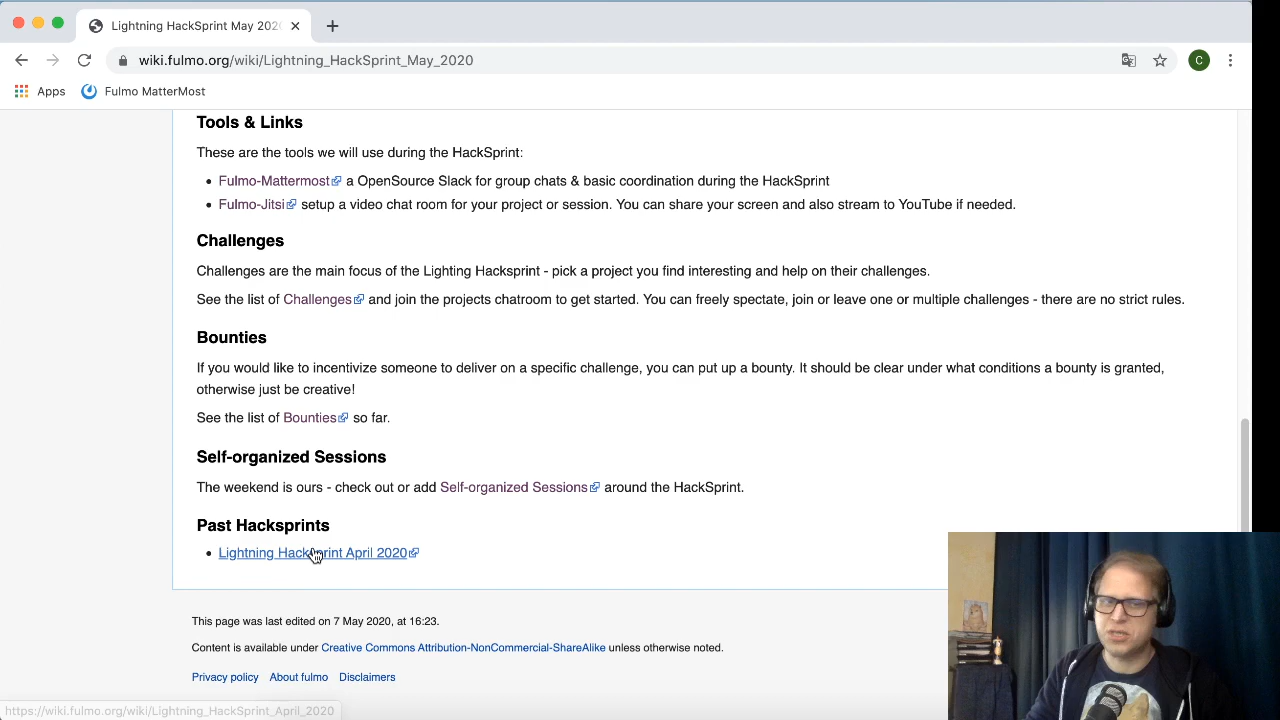 Lightning HackSprint May 202
wiki.fulmo.org/wiki/Lightning_HackSprint_May_2020
C
Apps
Fulmo MatterMost
Tools & Links
These are the tools we will use during the HackSprint:
Fulmo-Mattermost a OpenSource Slack for group chats & basic coordination during the HackSprint
Fulmo-Jitsi setup a video chat room for your project or session. You can share your screen and also stream to YouTube if needed.
Challenges
Challenges are the main focus of the Lighting Hacksprint - pick a project you find interesting and help on their challenges.
See the list of Challenges and join the projects chatroom to get started. You can freely spectate, join or leave one or multiple challenges - there are no strict rules.
Bounties
If you would like to incentivize someone to deliver on a specific challenge, you can put up a bounty. It should be clear under what conditions a bounty is granted,
otherwise just be creative!
See the list of Bounties so far.
Self-organized Sessions
The weekend is ours - check out or add Self-organized Sessions around the HackSprint.
Past Hacksprints
Lightning HackSprint April 2020
This page was last edited on 7 May 2020, at 16:23.
Content is available under Creative Commons Attribution-NonCommercial-ShareAlike unless otherwise noted.
Privacy policy About fulmo Disclaimers
https://wiki.fulmo.org/wiki/Lightning_HackSprint_April_2020